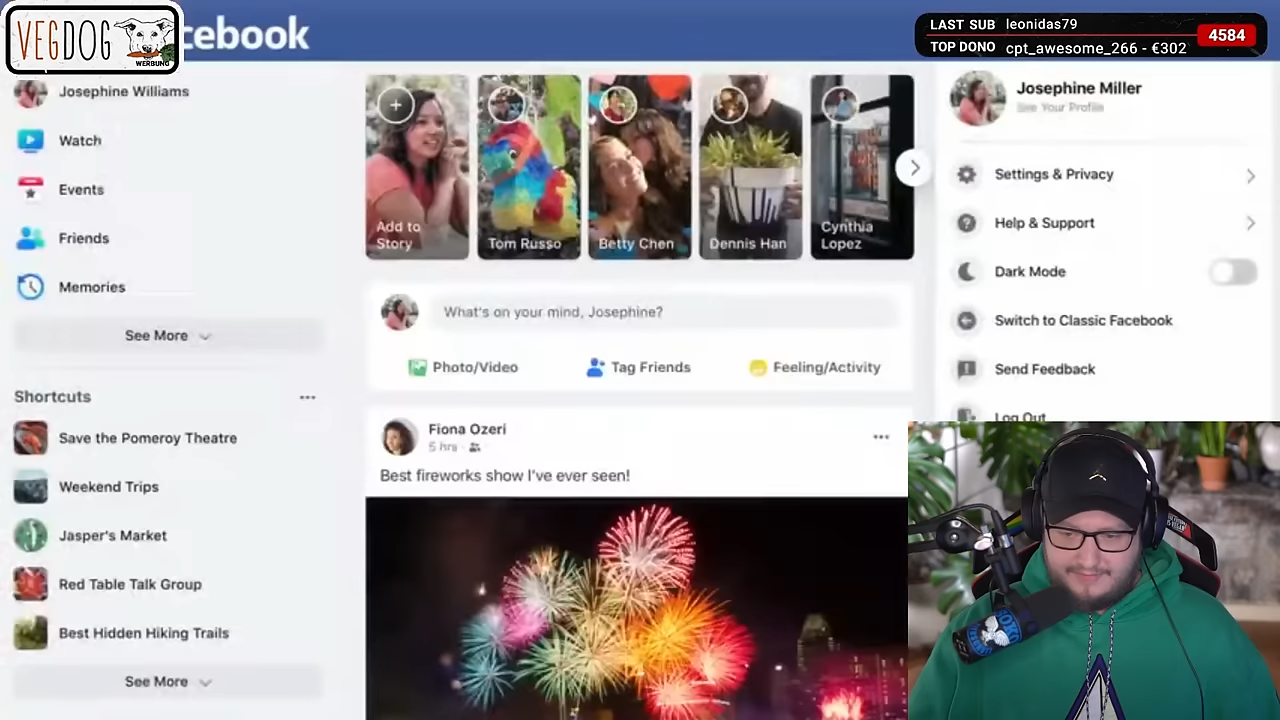 VEGDOG
WERBUNG
cebook
LAST SUB leonidas79
TOP DONO cpt_awesome_266 - €302
4584
Josephine Williams
Watch
Events
Friends
Memories
See More
Shortcuts
Save the Pomeroy Theatre
Weekend Trips
Jasper's Market
Red Table Talk Group
Best Hidden Hiking Trails
See More
Add to
Story
Tom Russo
Betty Chen
Dennis Han
Cynthia
Lopez
What's on your mind, Josephine?
Photo/Video
Tag Friends
Feeling/Activity
Fiona Ozeri
5 hrs
Best fireworks show I've ever seen!
Josephine Miller
See Your Profile
Settings & Privacy
Help & Support
Dark Mode
Switch to Classic Facebook
Send Feedback
Log Out